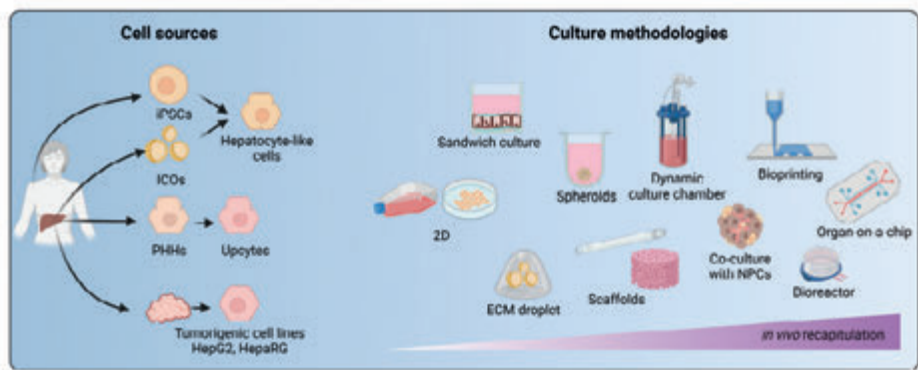 Cell sources
Culture methodologies
iPSCs
Hepatocyte-like
cells
ICOs
PHHs
Upcytes
Tumorigenic cell lines
HepG2, HepaRG
Sandwich culture
Spheroids
Dynamic
culture chamber
Bioprinting
2D
Organ on a chip
ECM droplet
Scaffolds
Co-culture
with NPCs
Bioreactor
in vivo recapitulation